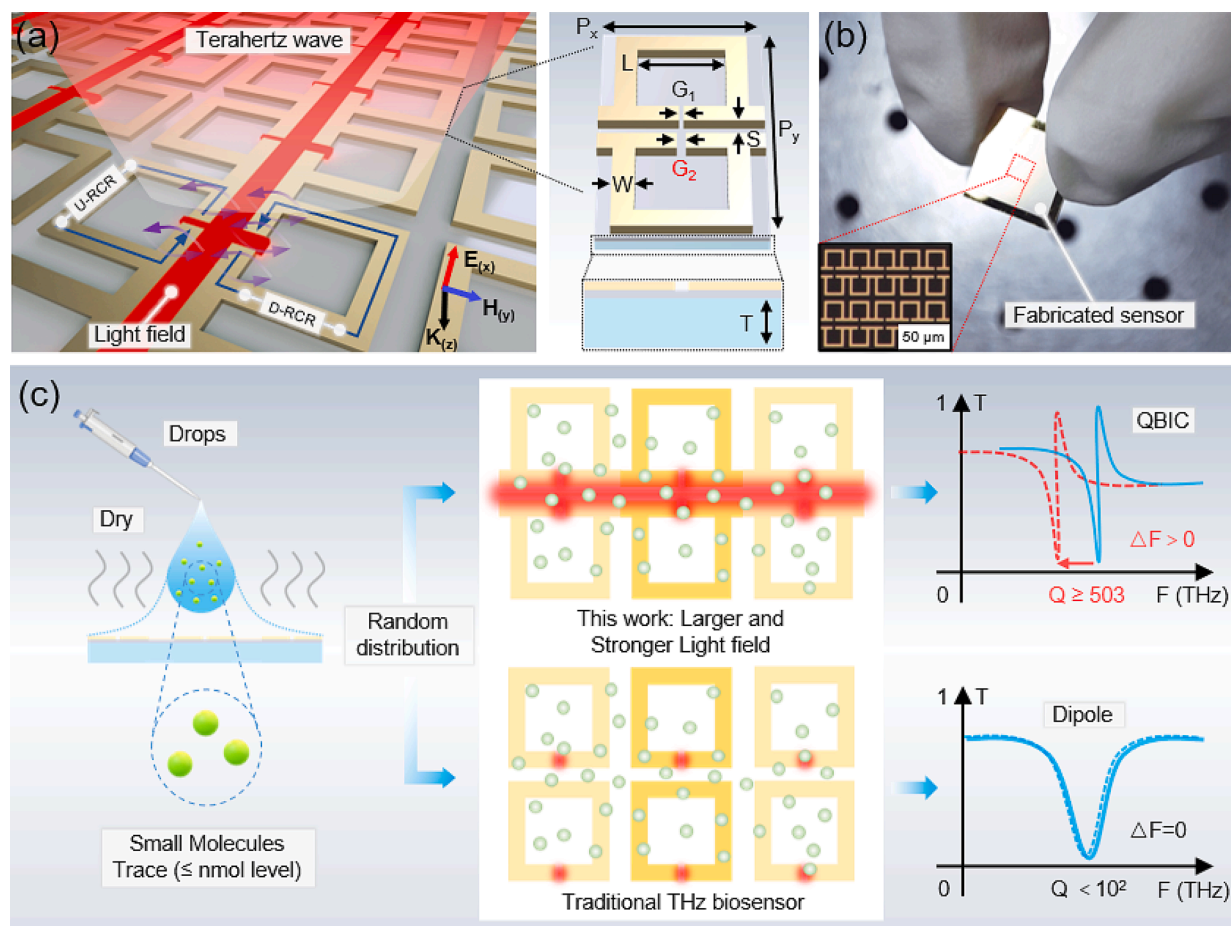 (a)
Terahertz wave
U-RCR
D-RCR
Light field
E(x)
H(y)
K(z)
Px
L
G1
Py
S
G2
W
T
(b)
50 μm
Fabricated sensor
(c)
Drops
Dry
Small Molecules
Trace (≤ nmol level)
Random
distribution
This work: Larger and
Stronger Light field
Traditional THz biosensor
1
T
QBIC
△F > 0
0
Q ≥ 503
F (THz)
1
T
Dipole
△F=0
0
Q < 10²
F (THz)